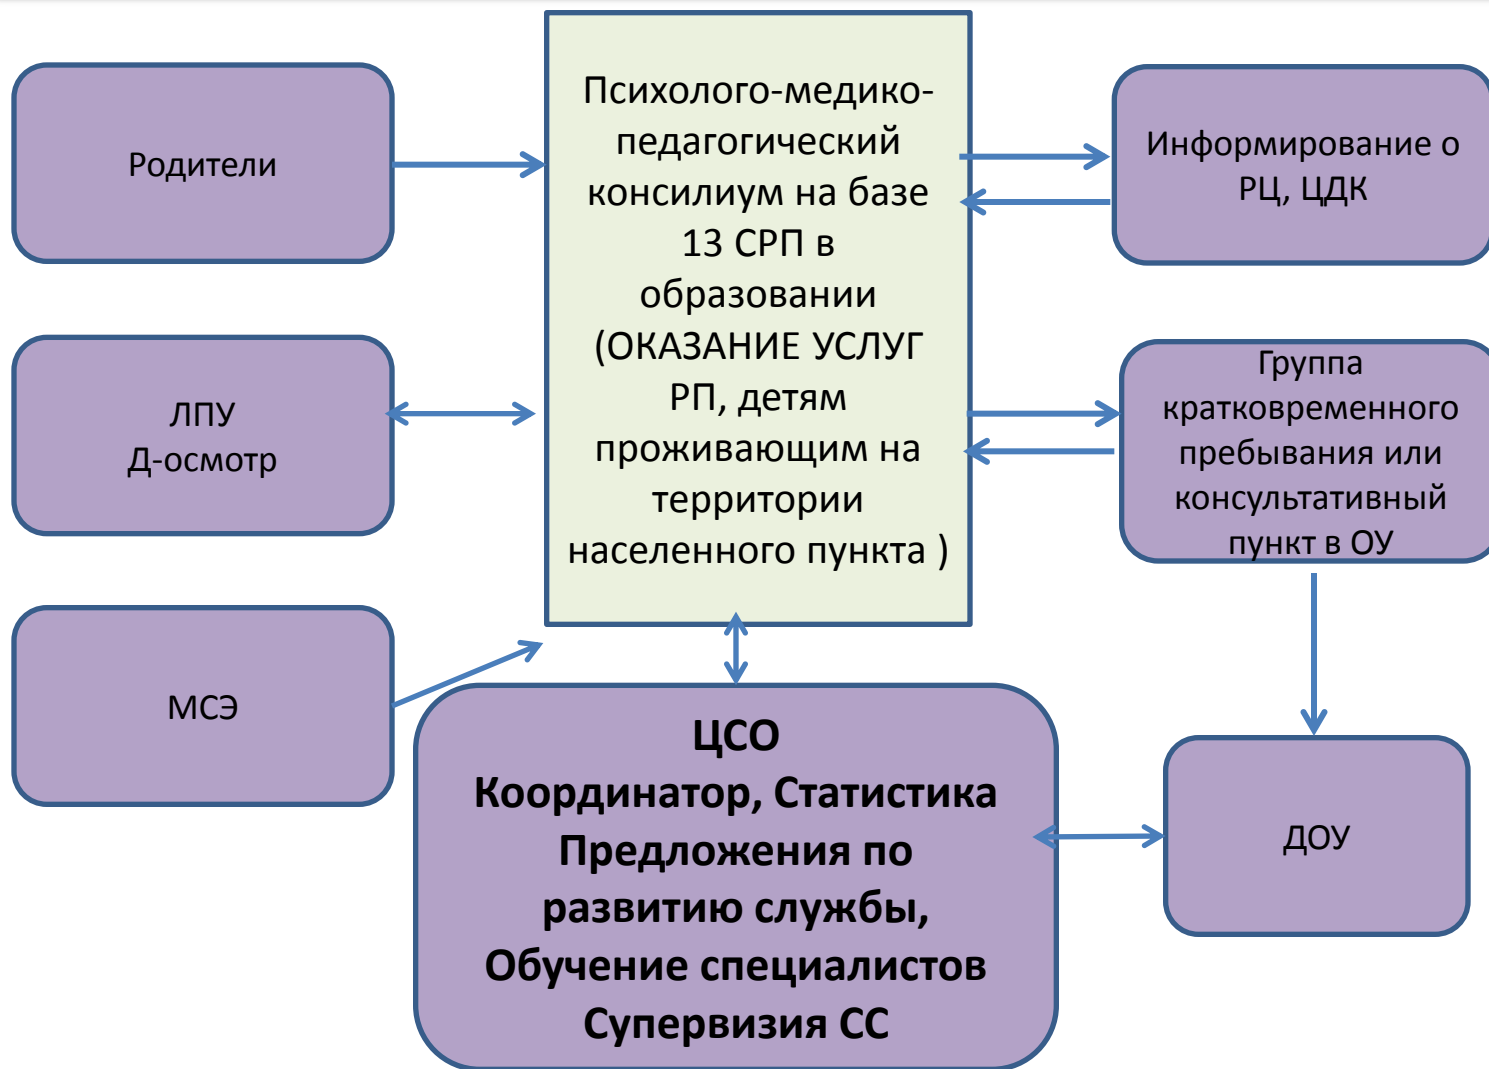 Родители
ЛПУ
Д-осмотр
МСЭ
Психолого-медико-
педагогический
консилиум на базе
13 СРП в
образовании
(ОКАЗАНИЕ УСЛУГ
РП, детям
проживающим на
территории
населенного пункта )
Информирование о
РЦ, ЦДК
Группа
кратковременного
пребывания или
консультативный
пункт в ОУ
ЦСО
Координатор, Статистика
Предложения по
развитию службы,
Обучение специалистов
Супервизия СС
ДОУ